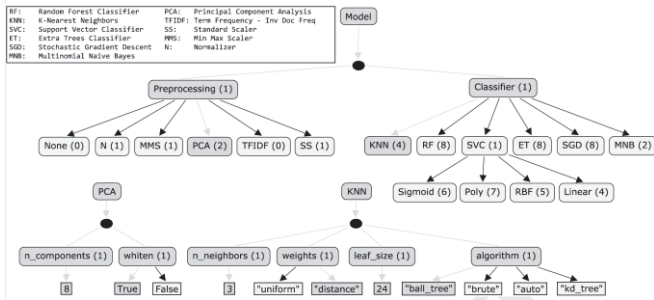 RF: Random Forest Classifier PCA: Principal Component Analysis
KNN: K-Nearest Neighbors TFIDF: Term Frequency - Inv Doc Freq
SVC: Support Vector Classifier SS: Standard Scaler
ET: Extra Trees Classifier MMS: Min Max Scaler
SGD: Stochastic Gradient Descent N: Normalizer
MNB: Multinomial Naive Bayes
Model
Preprocessing (1) Classifier (1)
None (0) N (1) MMS (1) PCA (2) TFIDF (0) SS (1) KNN (4) RF (8) SVC (1) ET (8) SGD (8) MNB (2)
Sigmoid (6) Poly (7) RBF (5) Linear (4)
PCA KNN
n_components (1) whiten (1) n_neighbors (1) weights (1) leaf_size (1) algorithm (1)
8 True False 3 "uniform" "distance" 24 "ball_tree" "brute" "auto" "kd_tree"